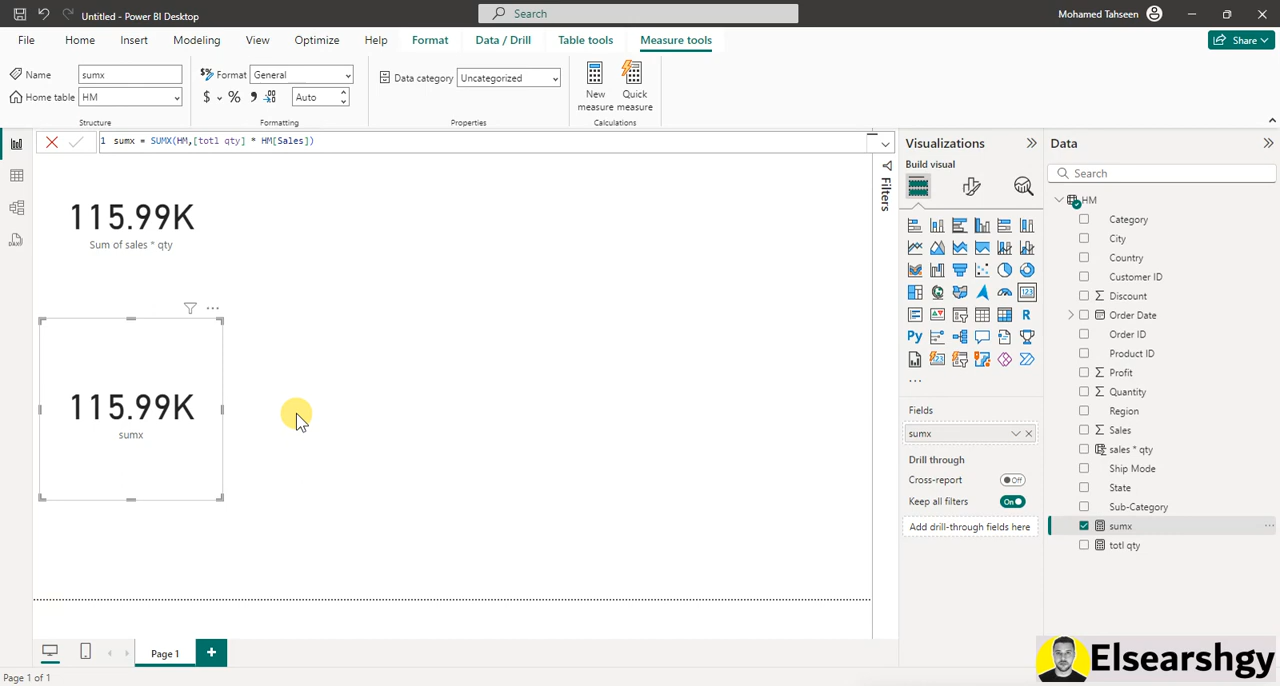 Untitled - Power BI Desktop
Search
Mohamed Tahseen
File Home Insert Modeling View Optimize Help Format Data / Drill Table tools Measure tools
Share
Name sumx
Home table HM
Structure
Format General
$ % Auto
Formatting
Data category Uncategorized
Properties
New measure
Quick measure
Calculations
1 sumx = SUMX(HM,[totl qty] * HM[Sales])
115.99K
Sum of sales * qty
115.99K
sumx
Filters
Visualizations
Build visual
123
R
Py
Fields
sumx
Drill through
Cross-report Off
Keep all filters On
Add drill-through fields here
Data
Search
HM
Category
City
Country
Customer ID
Discount
Order Date
Order ID
Product ID
Profit
Quantity
Region
Sales
sales * qty
Ship Mode
State
Sub-Category
sumx
totl qty
Page 1
Page 1 of 1
Elsearshgy